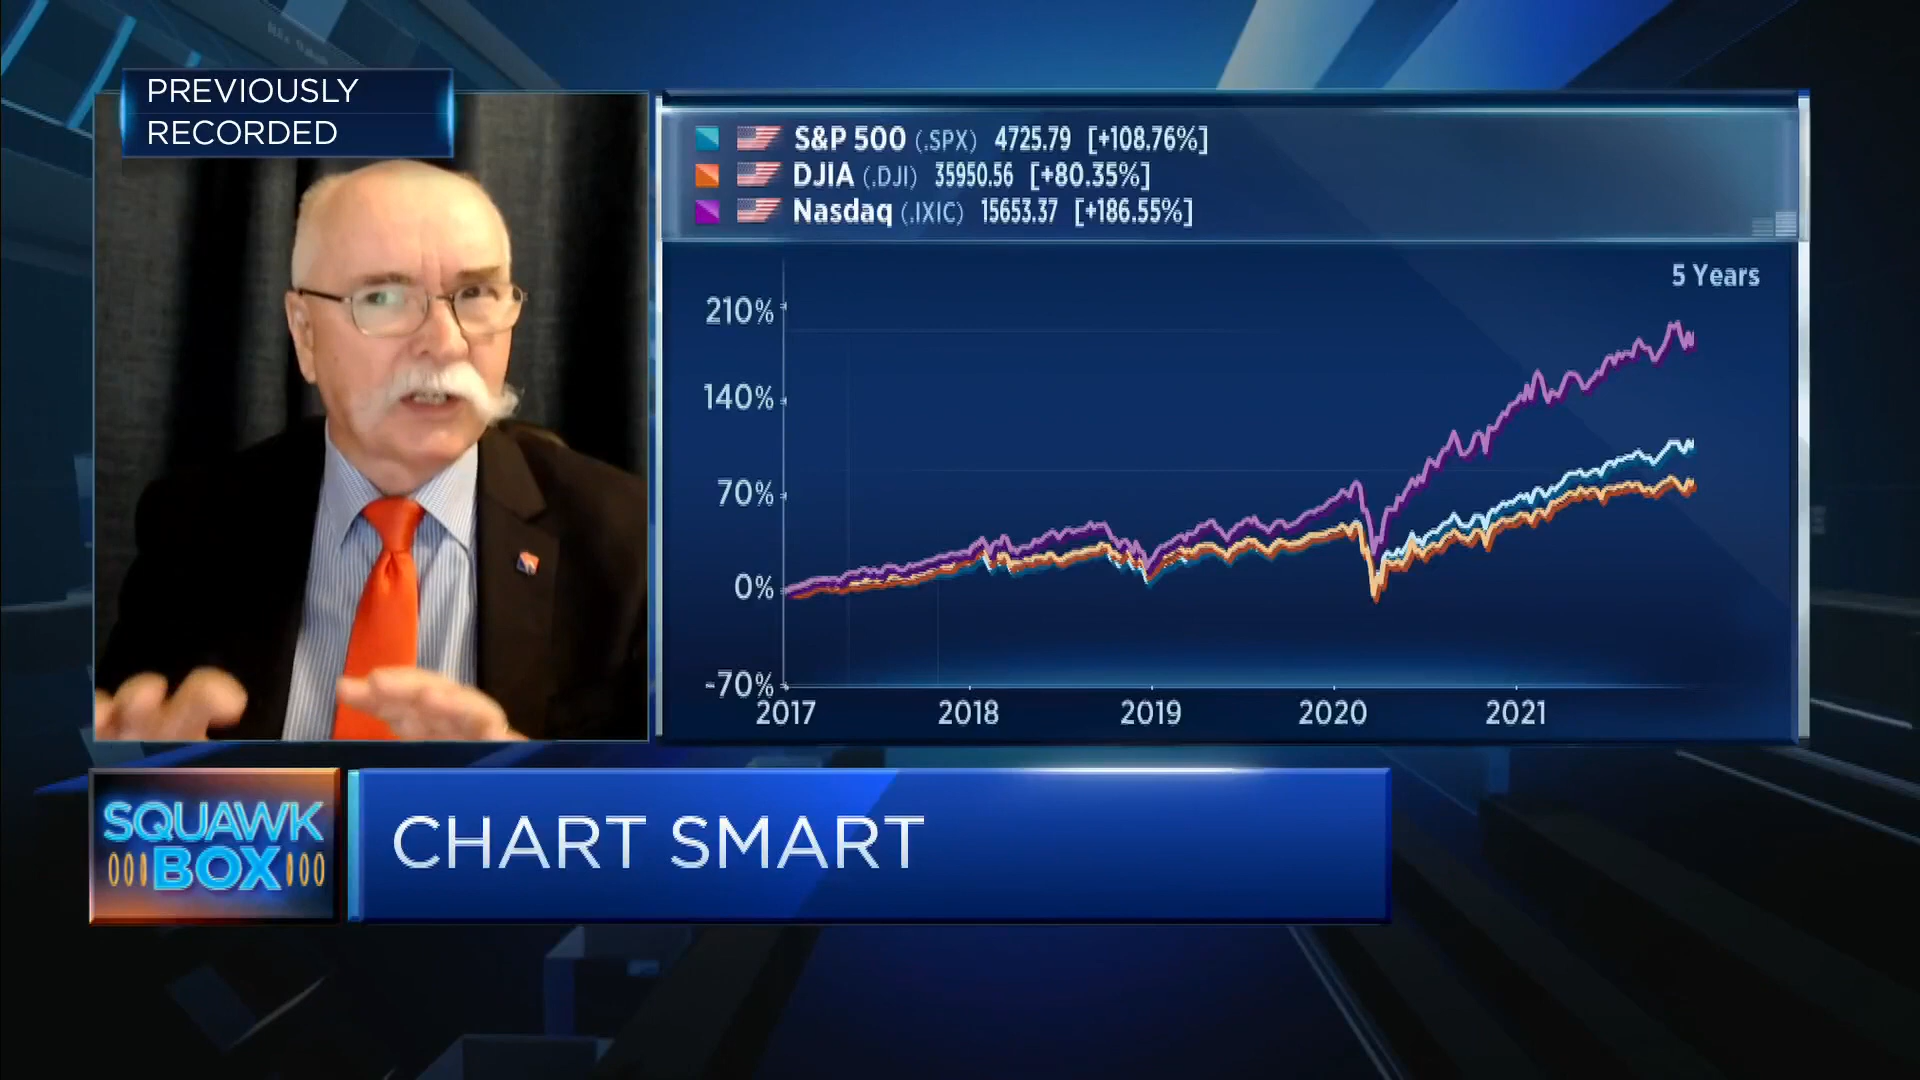 PREVIOUSLY
RECORDED
S&P 500 (.SPX) 4725.79 [+108.76%]
DJIA (.DJI) 35950.56 [+80.35%]
Nasdaq (.IXIC) 15653.37 [+186.55%]
5 Years
210%
140%
70%
0%
-70%
2017 2018 2019 2020 2021
SQUAWK
BOX
CHART SMART